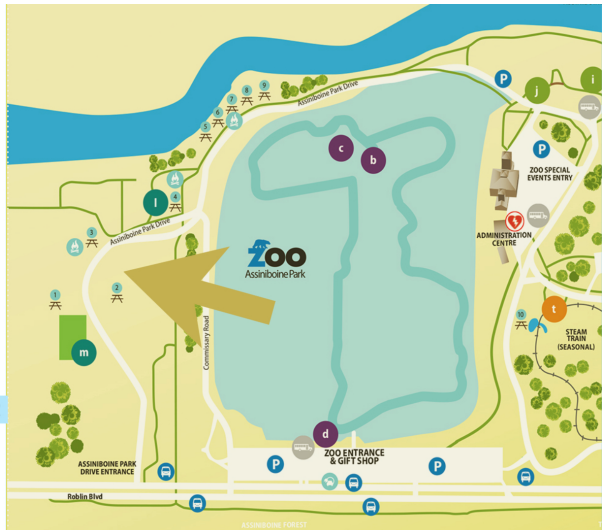 P
i
j
9
8
7
6
5
Assiniboine Park Drive
c
b
P
ZOO SPECIAL
EVENTS ENTRY
l
4
3
Assiniboine Park Drive
ADMINISTRATION
CENTRE
ZOO
Assiniboine Park
1
2
t
10
STEAM
TRAIN
(SEASONAL)
m
Commissary Road
d
ZOO ENTRANCE
& GIFT SHOP
P
P
ASSINIBOINE PARK
DRIVE ENTRANCE
Roblin Blvd
ASSINIBOINE FOREST